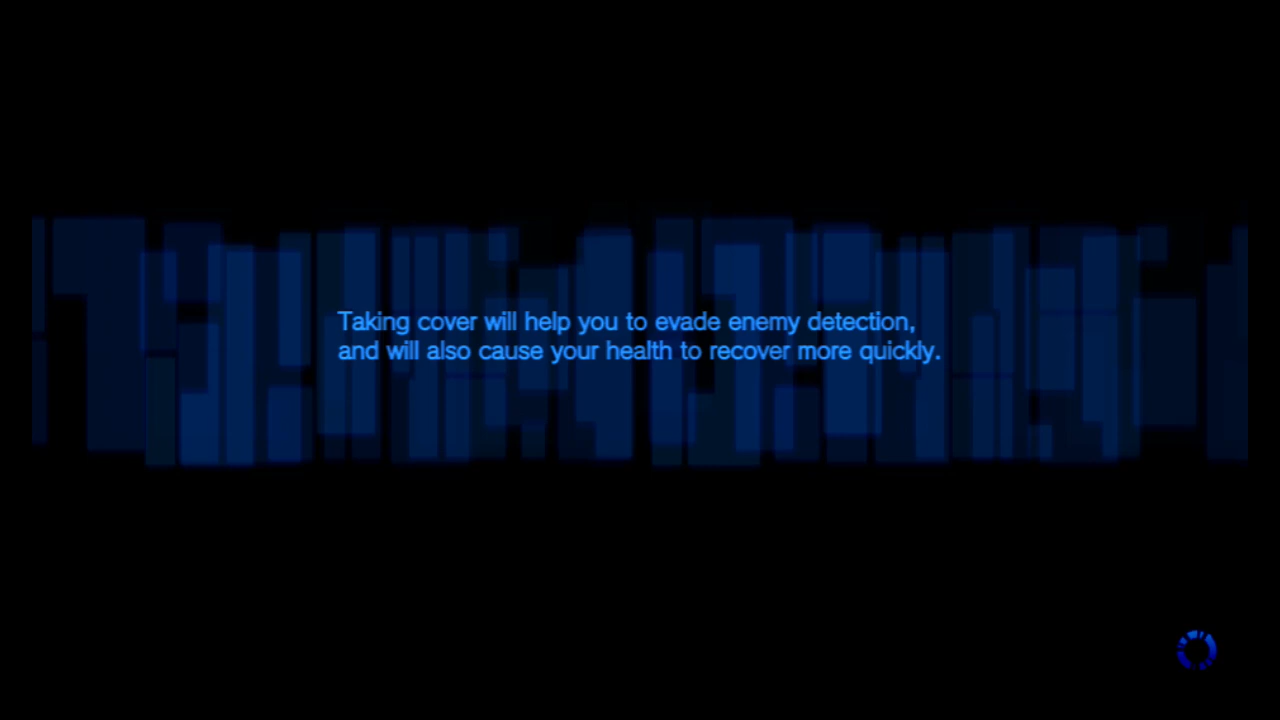 Taking cover will help you to evade enemy detection,
and will also cause your health to recover more quickly.